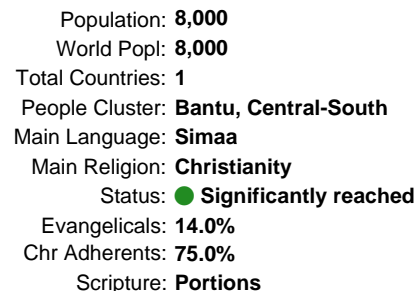 Population: 8,000
World Popl: 8,000
Total Countries: 1
People Cluster: Bantu, Central-South
Main Language: Simaa
Main Religion: Christianity
Status: Significantly reached
Evangelicals: 14.0%
Chr Adherents: 75.0%
Scripture: Portions